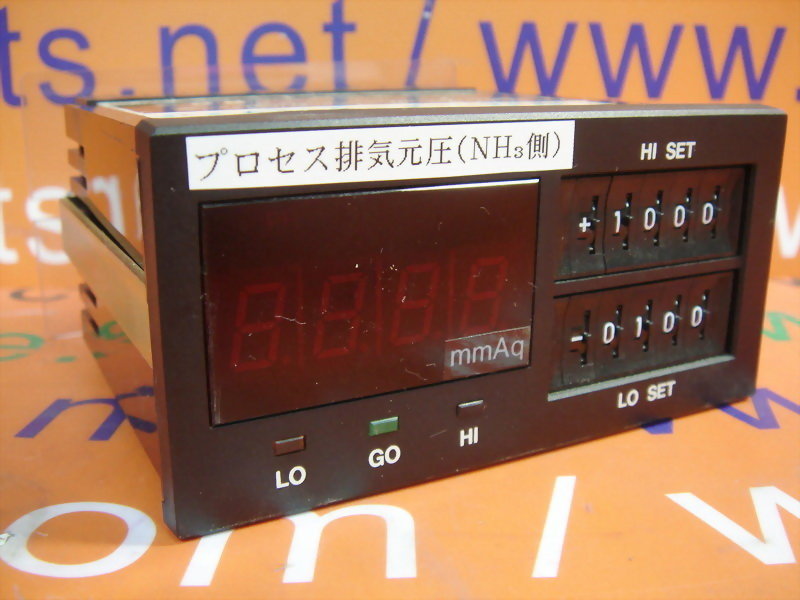 ts.net / w w
プロセス排気元圧(NH₃側)
HI SET
+1000
mmAq
-0100
LO SET
LO
GO
HI
om / w